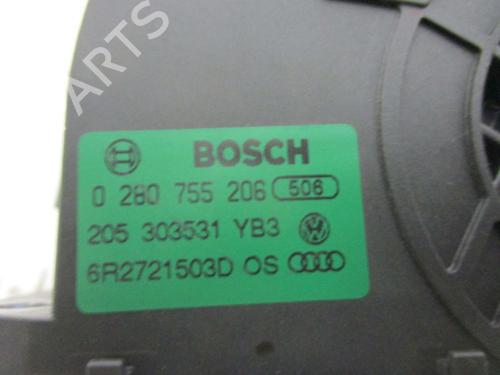 ARTS
BOSCH
0 280 755 206 506
205 303531 YB3
6R2721503D OS